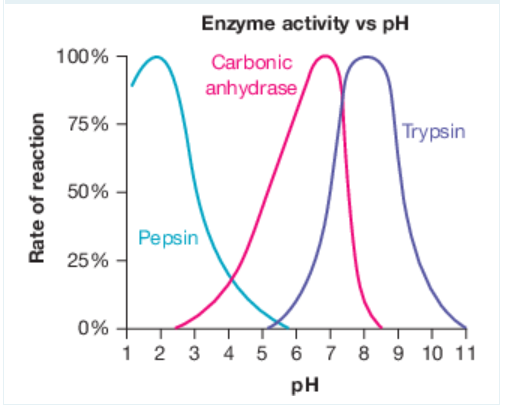 Enzyme activity vs pH
100%
75%
50%
25%
0%
Rate of reaction
Carbonic
anhydrase
Trypsin
Pepsin
1 2 3 4 5 6 7 8 9 10 11
pH